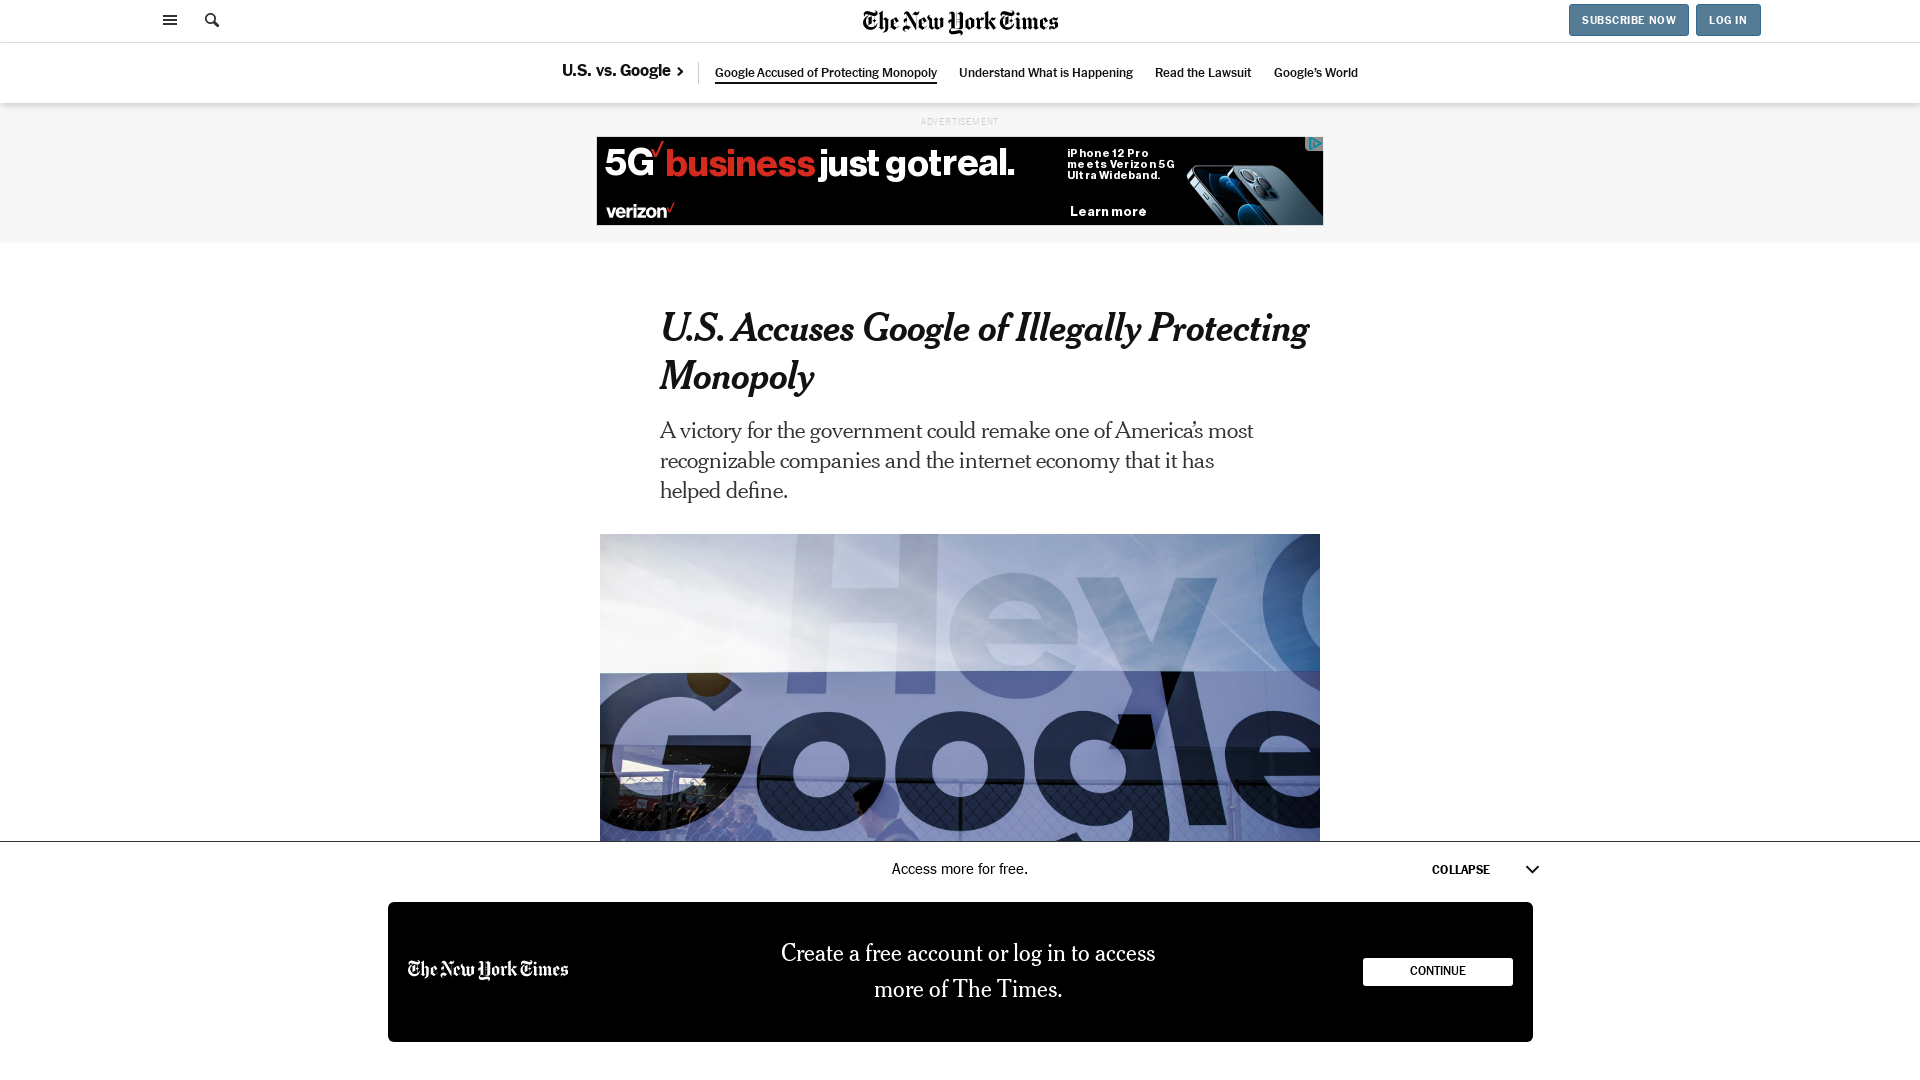 The New York Times
SUBSCRIBE NOW
LOG IN
U.S. vs. Google
Google Accused of Protecting Monopoly
Understand What is Happening
Read the Lawsuit
Google's World
ADVERTISEMENT
5G business just got real.
iPhone 12 Pro
meets Verizon 5G
Ultra Wideband.
verizon
Learn more
U.S. Accuses Google of Illegally Protecting
Monopoly
A victory for the government could remake one of America's most
recognizable companies and the internet economy that it has
helped define.
Hey G
Google
Access more for free.
COLLAPSE
The New York Times
Create a free account or log in to access
more of The Times.
CONTINUE